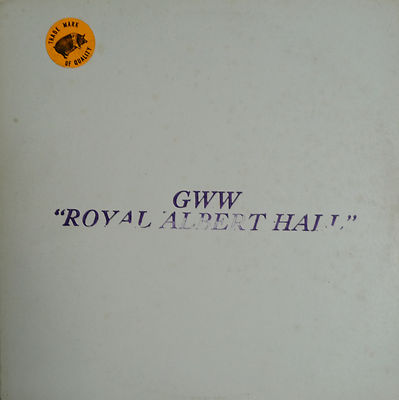 TRADE MARK
OF QUALITY
GWW
"ROYAL ALBERT HALL"